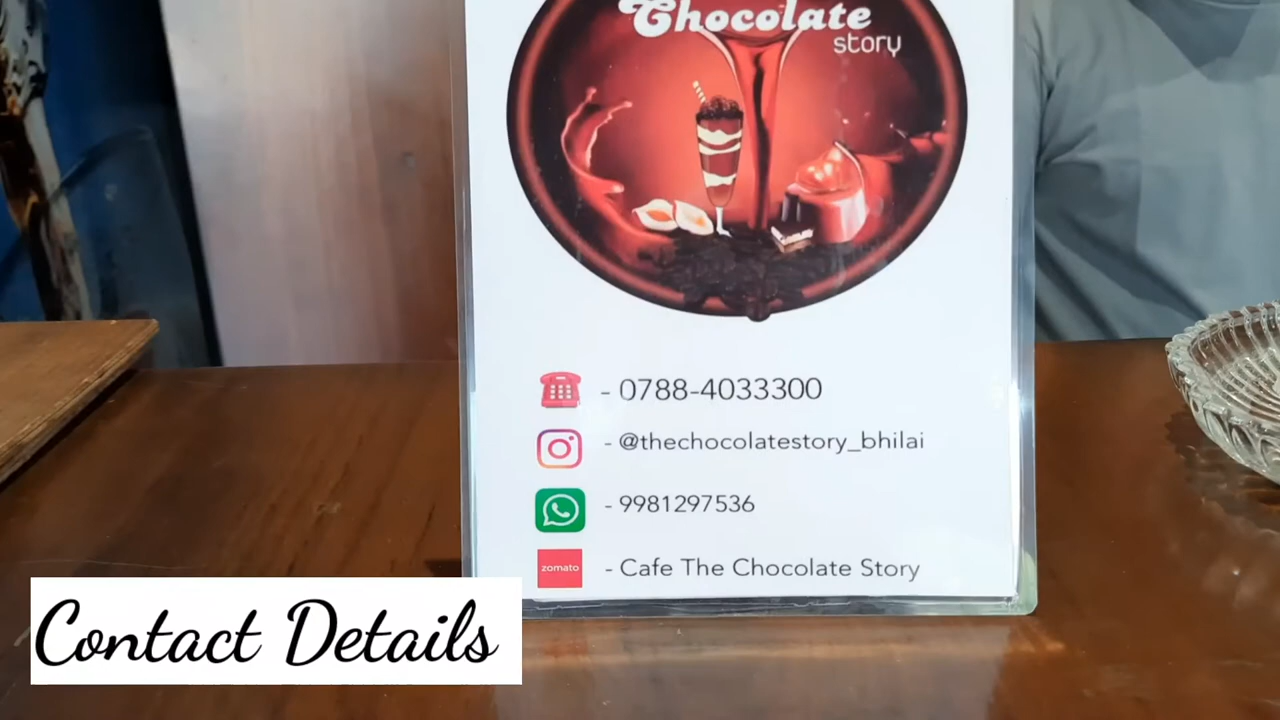 Chocolate
story
- 0788-4033300
- @thechocolatestory_bhilai
- 9981297536
zomato - Cafe The Chocolate Story
Contact Details